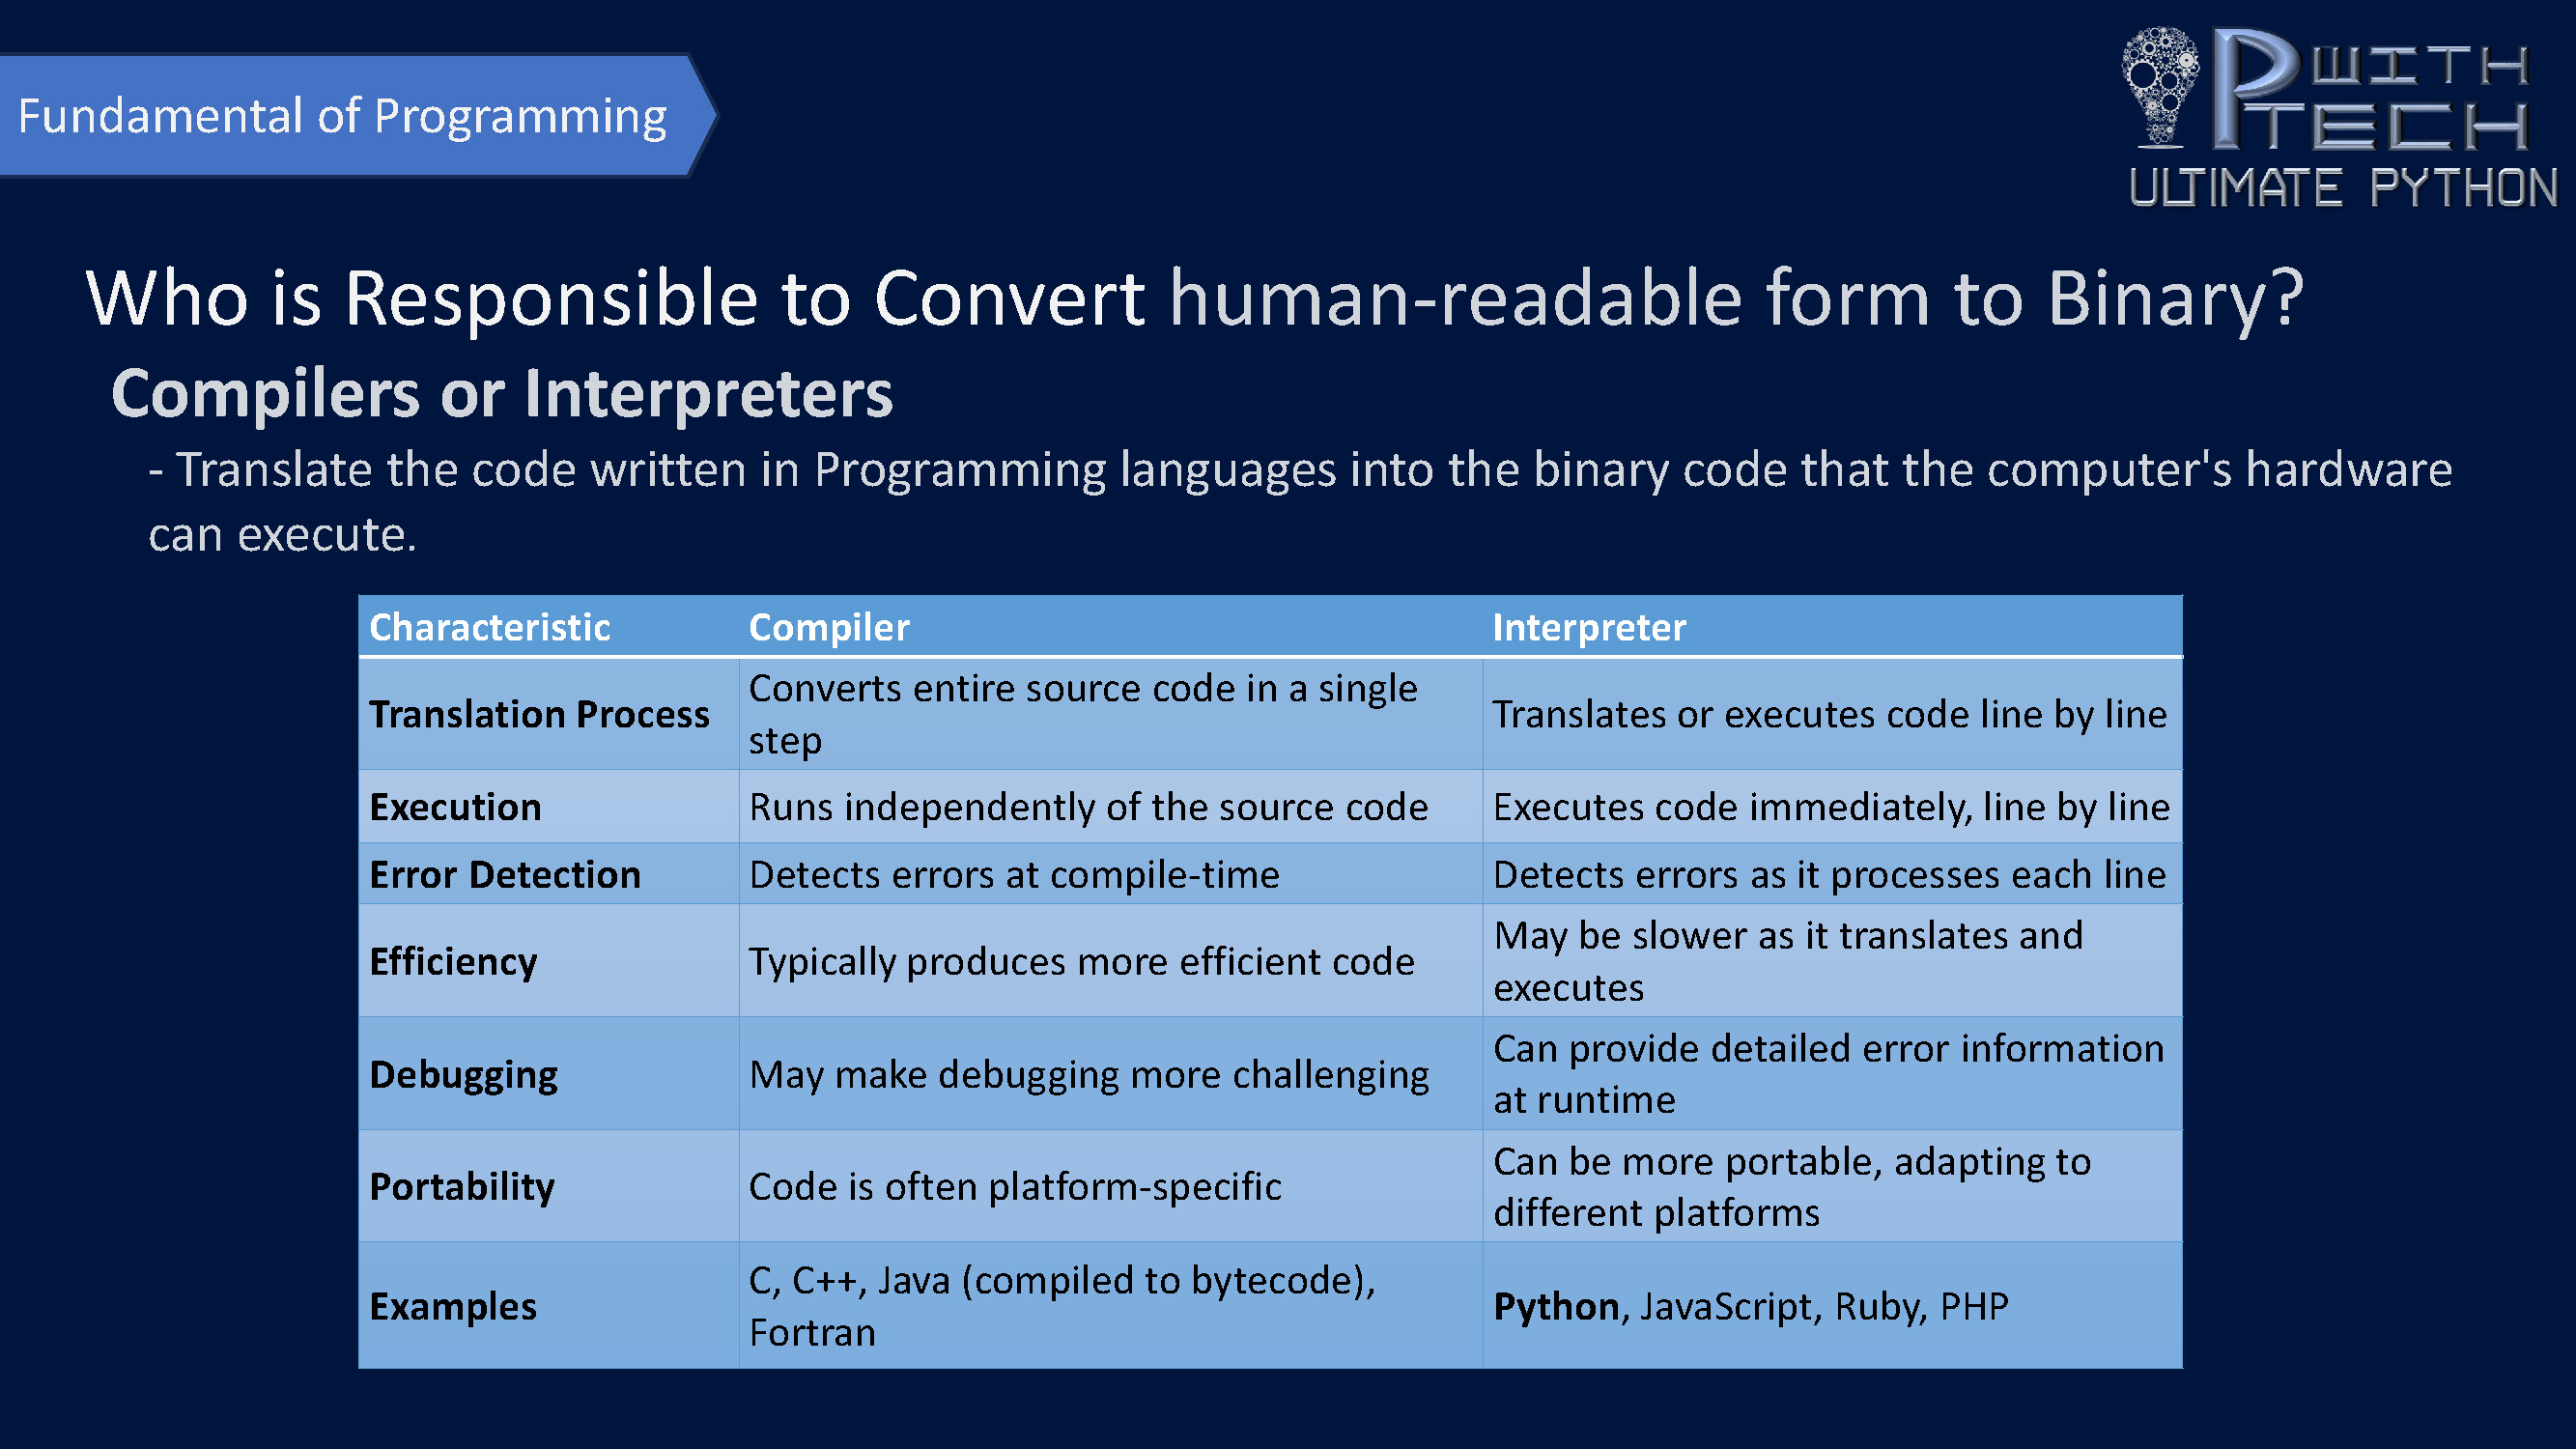 Fundamental of Programming
P WITH
TECH
ULTIMATE PYTHON
Who is Responsible to Convert human-readable form to Binary?
Compilers or Interpreters
- Translate the code written in Programming languages into the binary code that the computer's hardware
can execute.
Characteristic Compiler Interpreter
Translation Process Converts entire source code in a single
step Translates or executes code line by line
Execution Runs independently of the source code Executes code immediately, line by line
Error Detection Detects errors at compile-time Detects errors as it processes each line
Efficiency Typically produces more efficient code May be slower as it translates and
executes
Debugging May make debugging more challenging Can provide detailed error information
at runtime
Portability Code is often platform-specific Can be more portable, adapting to
different platforms
Examples C, C++, Java (compiled to bytecode),
Fortran Python, JavaScript, Ruby, PHP